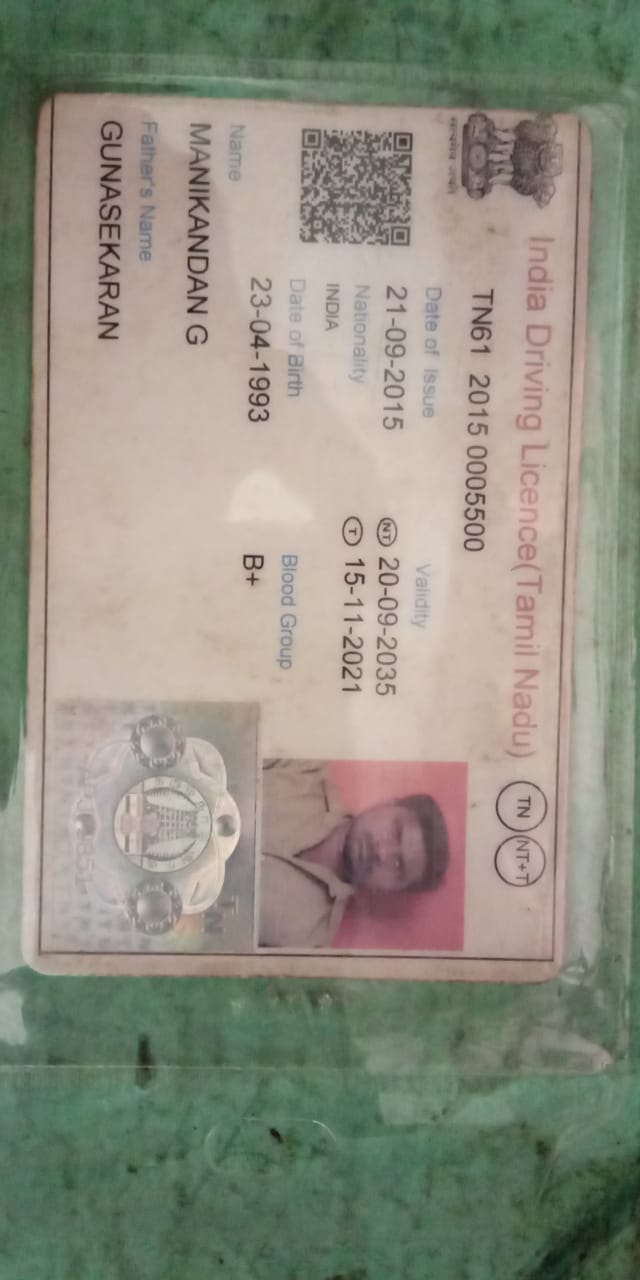 India Driving Licence(Tamil Nadu)
TN
NT+T
TN61 2015 0005500
Date of Issue
Validity
21-09-2015
NT 20-09-2035
Nationality
T 15-11-2021
INDIA
Date of Birth
Blood Group
23-04-1993
B+
Name
MANIKANDAN G
Father's Name
GUNASEKARAN
TN